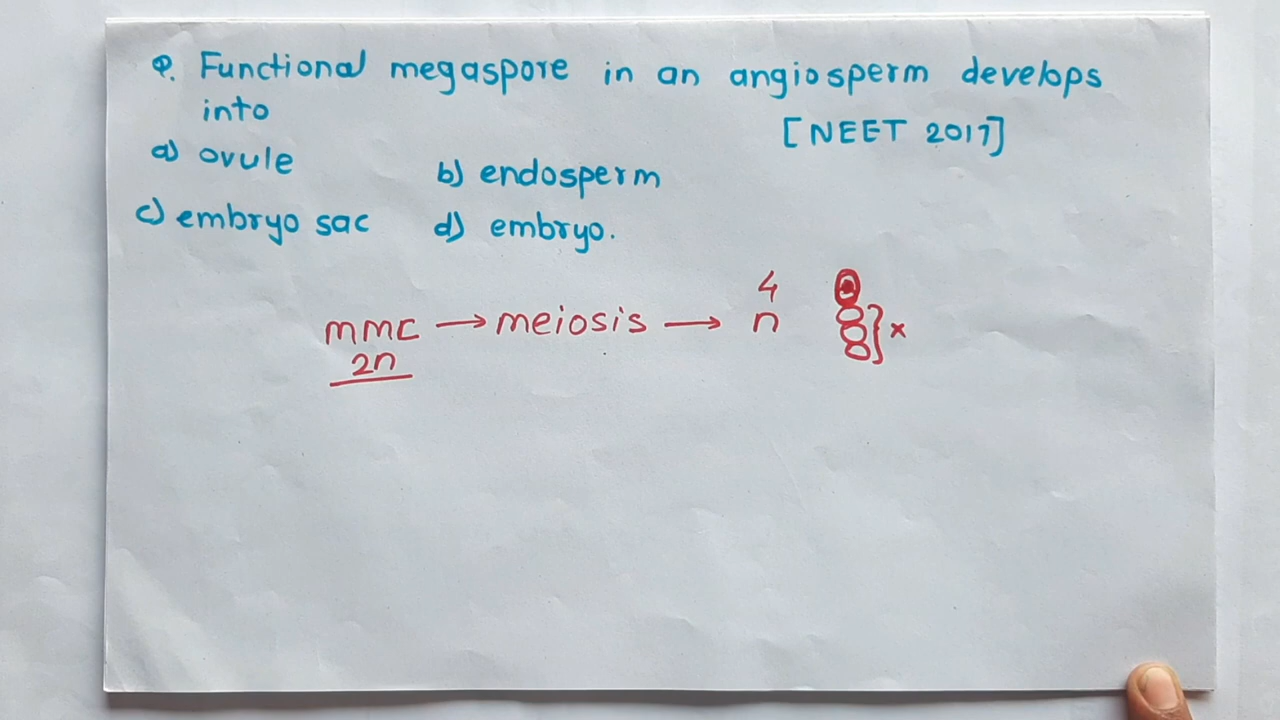 Q. Functional megaspore in an angiosperm develops
into
[NEET 2017]
a) ovule
b) endosperm
c) embryo sac
d) embryo.
4
MMC → meiosis → n } x
2n